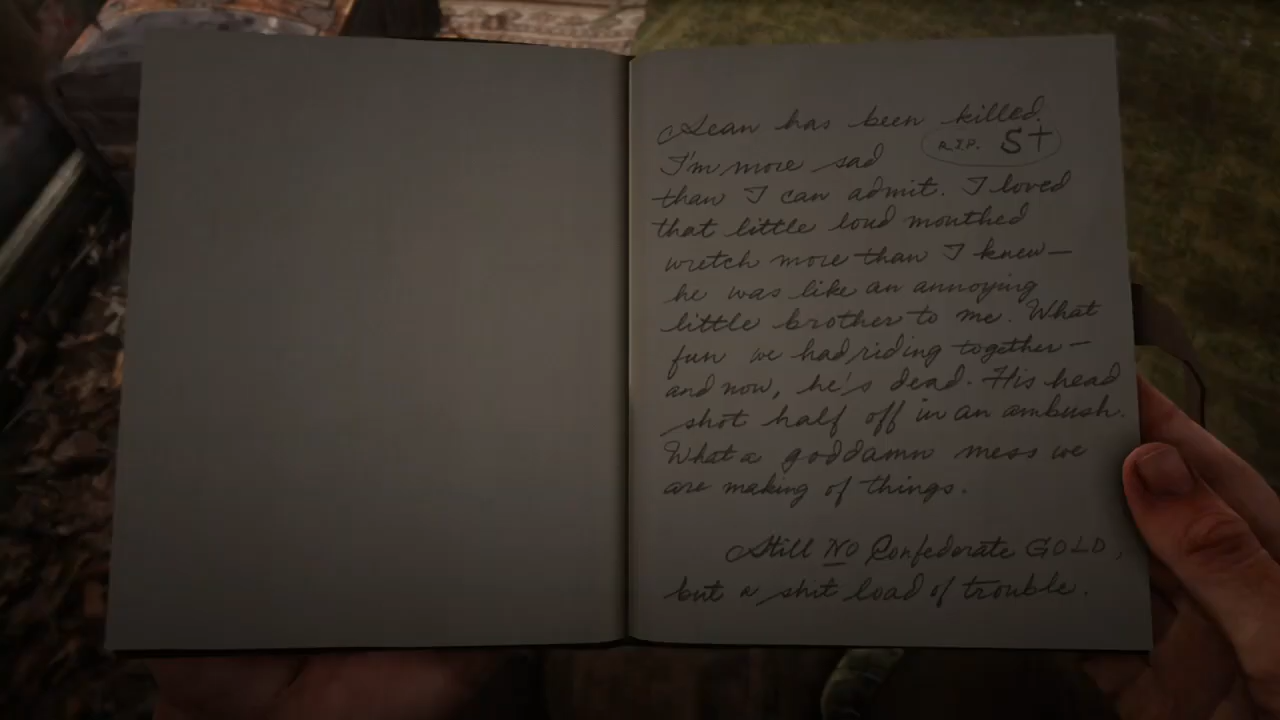 Sean has been killed.
R.I.P. S†
I'm more sad
than I can admit. I loved
that little loud mouthed
wretch more than I knew—
he was like an annoying
little brother to me. What
fun we had riding together—
and now, he's dead. His head
shot half off in an ambush.
What a goddamn mess we
are making of things.
Still NO Confederate GOLD,
but a shit load of trouble.